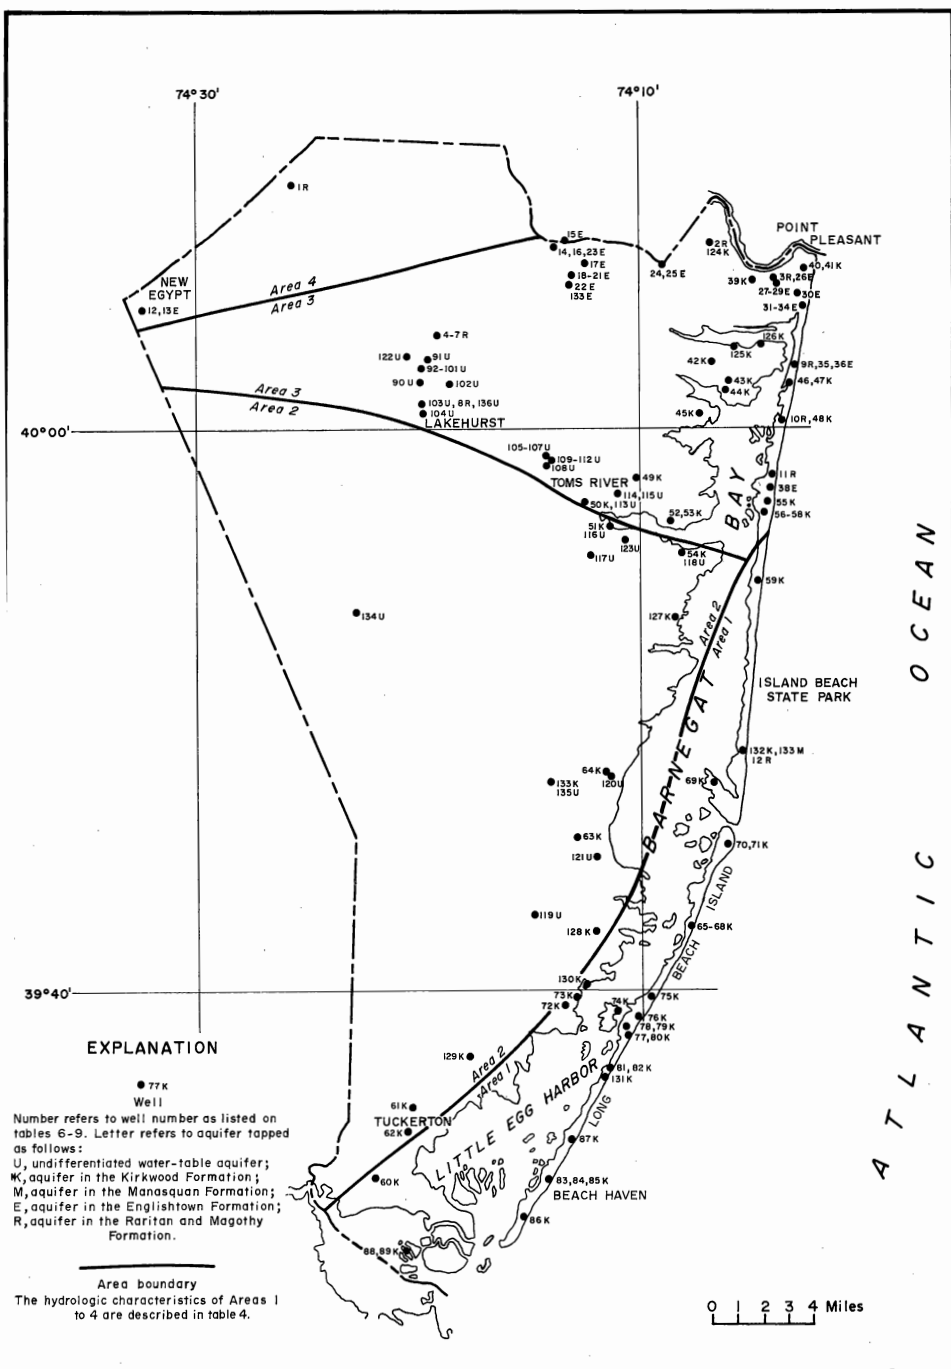 74°30'
74°10'
1R
15E
14,16,23E
17E
18-21E
22E
133E
24,25E
2R
124K
POINT
PLEASANT
40,41K
39K
3R,26E
27-29E
30E
31-34E
NEW
EGYPT
12,13E
Area 4
Area 3
4-7R
122U
91U
92-101U
90U
102U
103U, 8R, 136U
104U
LAKEHURST
126K
125K
42K
9R,35,36E
43K
44K
46,47K
45K
10R,48K
Area 3
Area 2
40°00'
105-107U
109-112U
108U
TOMS RIVER
49K
114,115U
50K,113U
52,53K
51K
116U
123U
117U
54K
118U
11R
38E
55K
56-58K
59K
134U
127K
Area 2
Area 1
BARNEGAT BAY
ISLAND BEACH
STATE PARK
132K,133M
12R
64K
120U
133K
135U
69K
63K
121U
70,71K
119U
128K
65-68K
LONG BEACH ISLAND
39°40'
130K
73K
72K
74K
75K
76K
78,79K
77,80K
129K
Area 2
Area 1
81,82K
131K
61K
TUCKERTON
62K
LITTLE EGG HARBOR
87K
60K
83,84,85K
BEACH HAVEN
86K
88,89K
ATLANTIC OCEAN
EXPLANATION
77K
Well
Number refers to well number as listed on
tables 6-9. Letter refers to aquifer tapped
as follows:
U, undifferentiated water-table aquifer;
K, aquifer in the Kirkwood Formation;
M, aquifer in the Manasquan Formation;
E, aquifer in the Englishtown Formation;
R, aquifer in the Raritan and Magothy
Formation.
Area boundary
The hydrologic characteristics of Areas 1
to 4 are described in table 4.
0 1 2 3 4 Miles